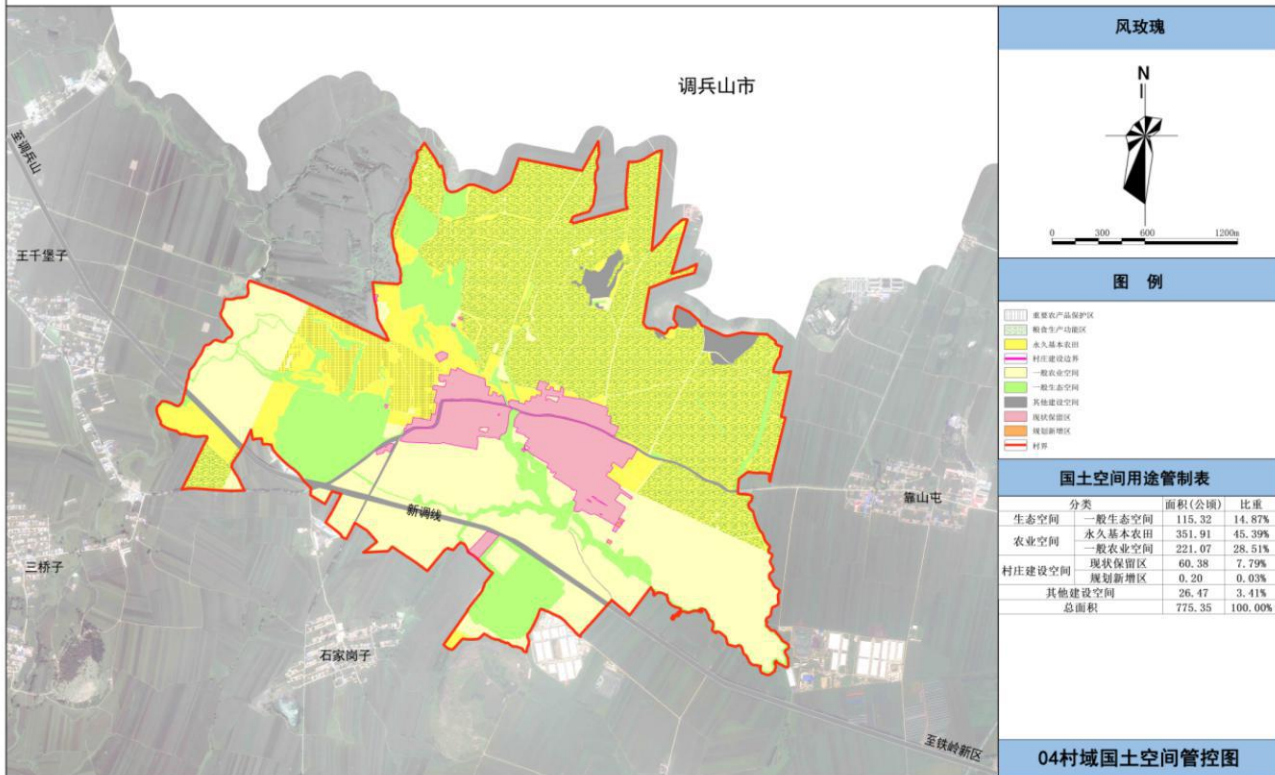 调兵山市
至调兵山
王千堡子
新调线
靠山屯
三桥子
石家岗子
至铁岭新区
风玫瑰
N
0 300 600 1200m
图 例
重要农产品保护区
粮食生产功能区
永久基本农田
村庄建设边界
一般农业空间
一般生态空间
其他建设空间
现状保留区
规划新增区
村界
国土空间用途管制表
分类 面积(公顷) 比重
生态空间 一般生态空间 115.32 14.87%
农业空间 永久基本农田 351.91 45.39%
一般农业空间 221.07 28.51%
村庄建设空间 现状保留区 60.38 7.79%
规划新增区 0.20 0.03%
其他建设空间 26.47 3.41%
总面积 775.35 100.00%
04村域国土空间管控图